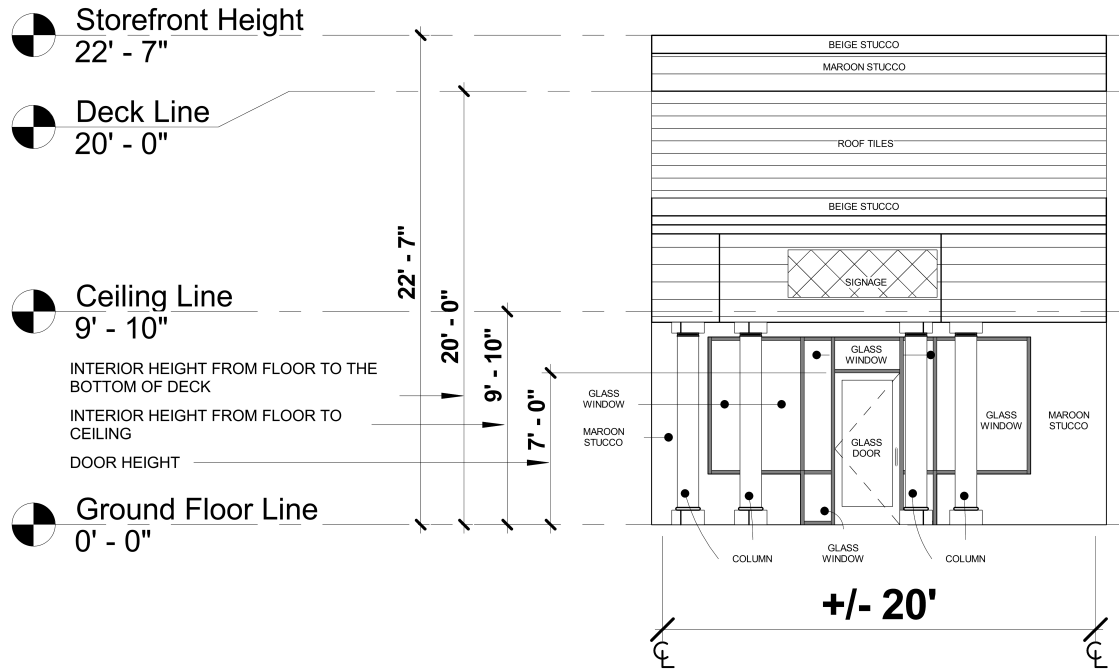 Storefront Height
22' - 7"
Deck Line
20' - 0"
Ceiling Line
9' - 10"
INTERIOR HEIGHT FROM FLOOR TO THE
BOTTOM OF DECK
INTERIOR HEIGHT FROM FLOOR TO
CEILING
DOOR HEIGHT
Ground Floor Line
0' - 0"
22' - 7"
20' - 0"
9' - 10"
7' - 0"
BEIGE STUCCO
MAROON STUCCO
ROOF TILES
BEIGE STUCCO
SIGNAGE
GLASS
WINDOW
GLASS
WINDOW
MAROON
STUCCO
GLASS
DOOR
GLASS
WINDOW
MAROON
STUCCO
COLUMN
GLASS
WINDOW
COLUMN
+/- 20'
CL
CL